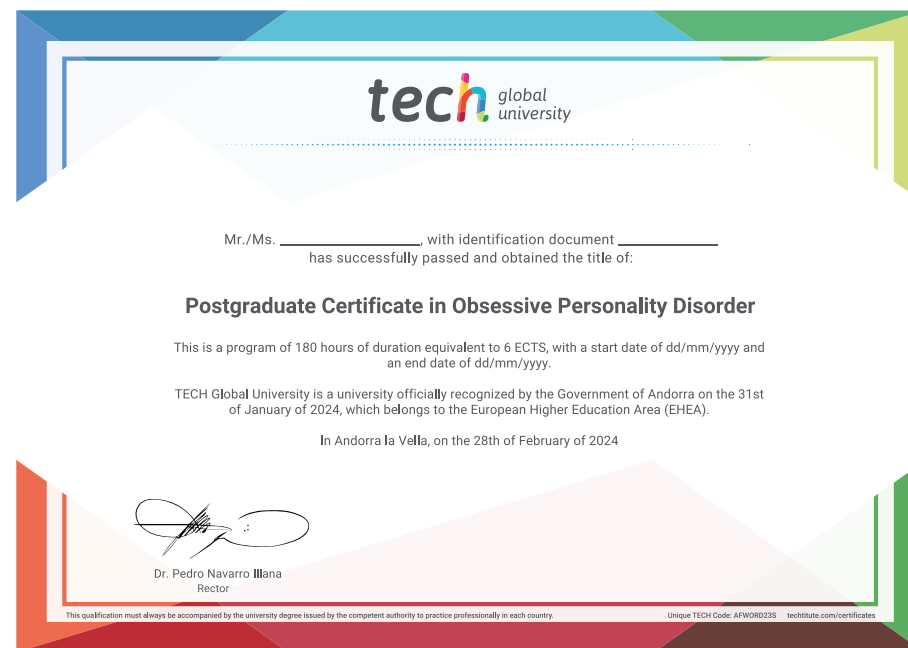 tech global university
Mr./Ms. ____________, with identification document ____________
has successfully passed and obtained the title of:
Postgraduate Certificate in Obsessive Personality Disorder
This is a program of 180 hours of duration equivalent to 6 ECTS, with a start date of dd/mm/yyyy and
an end date of dd/mm/yyyy.
TECH Global University is a university officially recognized by the Government of Andorra on the 31st
of January of 2024, which belongs to the European Higher Education Area (EHEA).
In Andorra la Vella, on the 28th of February of 2024
Dr. Pedro Navarro Illana
Rector
This qualification must always be accompanied by the university degree issued by the competent authority to practice professionally in each country.
Unique TECH Code: AFWORD23S techtitute.com/certificates